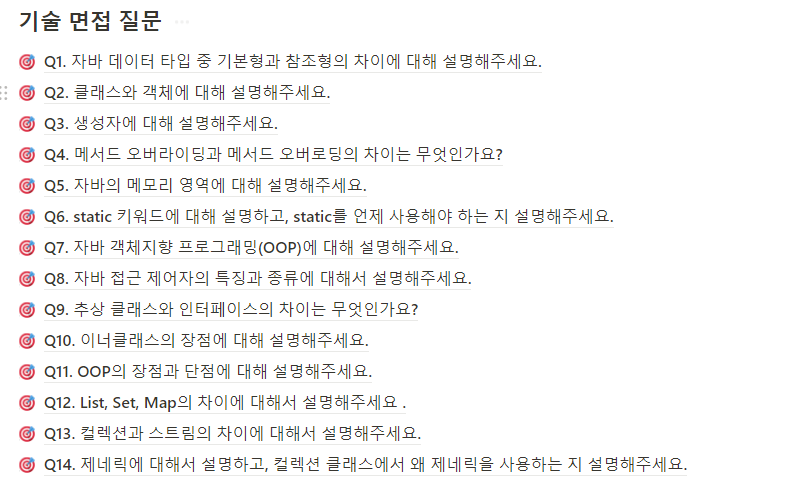 기술 면접 질문
Q1. 자바 데이터 타입 중 기본형과 참조형의 차이에 대해 설명해주세요.
Q2. 클래스와 객체에 대해 설명해주세요.
Q3. 생성자에 대해 설명해주세요.
Q4. 메서드 오버라이딩과 메서드 오버로딩의 차이는 무엇인가요?
Q5. 자바의 메모리 영역에 대해 설명해주세요.
Q6. static 키워드에 대해 설명하고, static를 언제 사용해야 하는 지 설명해주세요.
Q7. 자바 객체지향 프로그래밍(OOP)에 대해 설명해주세요.
Q8. 자바 접근 제어자의 특징과 종류에 대해서 설명해주세요.
Q9. 추상 클래스와 인터페이스의 차이는 무엇인가요?
Q10. 이너클래스의 장점에 대해 설명해주세요.
Q11. OOP의 장점과 단점에 대해 설명해주세요.
Q12. List, Set, Map의 차이에 대해서 설명해주세요 .
Q13. 컬렉션과 스트림의 차이에 대해서 설명해주세요.
Q14. 제네릭에 대해서 설명하고, 컬렉션 클래스에서 왜 제네릭을 사용하는 지 설명해주세요.